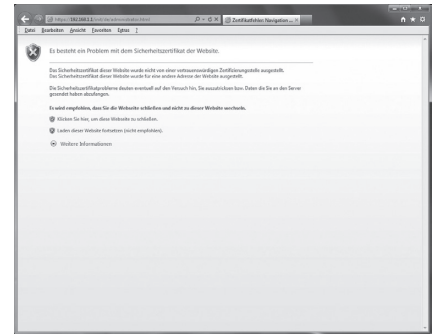 https://192.168.1.1
Zertifikatfehler: Navigation ...
Datei Bearbeiten Ansicht Favoriten Extras ?
Es besteht ein Problem mit dem Sicherheitszertifikat der Website.
Das Sicherheitszertifikat dieser Website wurde nicht von einer vertrauenswürdigen Zertifizierungsstelle ausgestellt.
Das Sicherheitszertifikat dieser Website wurde für eine andere Adresse der Website ausgestellt.
Die Sicherheitszertifikatprobleme deuten eventuell auf den Versuch hin, Sie auszutricksen bzw. Daten die Sie an den Server
gesendet haben abzufangen.
Es wird empfohlen, dass Sie die Webseite schließen und nicht zu dieser Website wechseln.
Klicken Sie hier, um diese Webseite zu schließen.
Laden dieser Website fortsetzen (nicht empfohlen).
Weitere Informationen